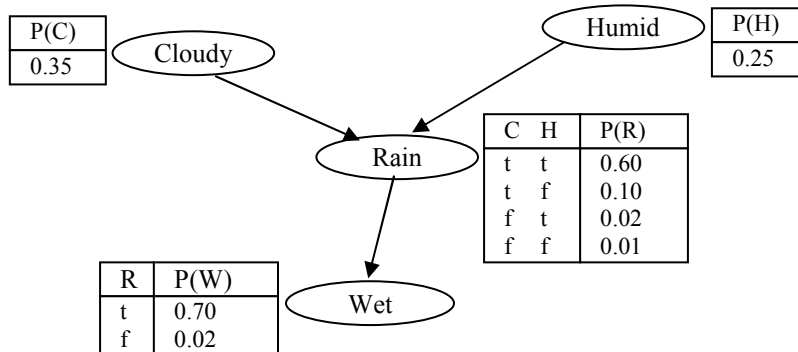 P(C)
0.35
Cloudy
Humid
P(H)
0.25
Rain
C H P(R)
t t 0.60
t f 0.10
f t 0.02
f f 0.01
R P(W)
t 0.70
f 0.02
Wet